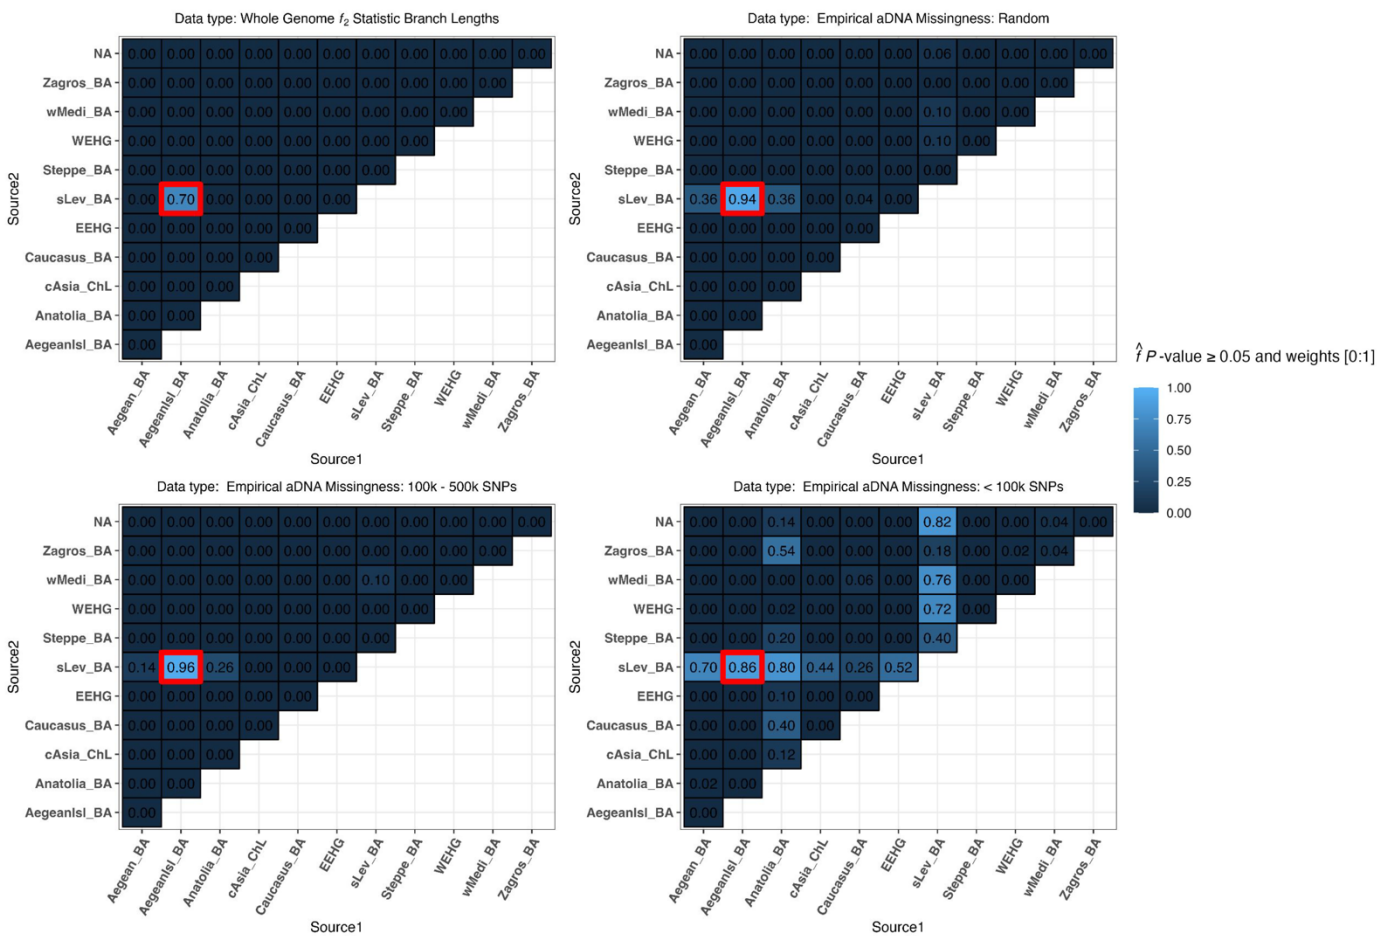 Data type: Whole Genome f2 Statistic Branch Lengths
Source2
NA 0.00 0.00 0.00 0.00 0.00 0.00 0.00 0.00 0.00 0.00 0.00
Zagros_BA 0.00 0.00 0.00 0.00 0.00 0.00 0.00 0.00 0.00 0.00
wMedi_BA 0.00 0.00 0.00 0.00 0.00 0.00 0.00 0.00 0.00
WEHG 0.00 0.00 0.00 0.00 0.00 0.00 0.00 0.00
Steppe_BA 0.00 0.00 0.00 0.00 0.00 0.00 0.00
sLev_BA 0.00 0.70 0.00 0.00 0.00 0.00
EEHG 0.00 0.00 0.00 0.00 0.00
Caucasus_BA 0.00 0.00 0.00 0.00
cAsia_ChL 0.00 0.00 0.00
Anatolia_BA 0.00 0.00
AegeanIsl_BA 0.00
Aegean_BA AegeanIsl_BA Anatolia_BA cAsia_ChL Caucasus_BA EEHG sLev_BA Steppe_BA WEHG wMedi_BA Zagros_BA
Source1
Data type: Empirical aDNA Missingness: Random
Source2
NA 0.00 0.00 0.00 0.00 0.00 0.00 0.06 0.00 0.00 0.00 0.00
Zagros_BA 0.00 0.00 0.00 0.00 0.00 0.00 0.00 0.00 0.00 0.00
wMedi_BA 0.00 0.00 0.00 0.00 0.00 0.00 0.10 0.00 0.00
WEHG 0.00 0.00 0.00 0.00 0.00 0.00 0.10 0.00
Steppe_BA 0.00 0.00 0.00 0.00 0.00 0.00 0.00
sLev_BA 0.36 0.94 0.36 0.00 0.04 0.00
EEHG 0.00 0.00 0.00 0.00 0.00
Caucasus_BA 0.00 0.00 0.00 0.00
cAsia_ChL 0.00 0.00 0.00
Anatolia_BA 0.00 0.00
AegeanIsl_BA 0.00
Aegean_BA AegeanIsl_BA Anatolia_BA cAsia_ChL Caucasus_BA EEHG sLev_BA Steppe_BA WEHG wMedi_BA Zagros_BA
Source1
f̂ P -value ≥ 0.05 and weights [0:1]
1.00
0.75
0.50
0.25
0.00
Data type: Empirical aDNA Missingness: 100k - 500k SNPs
Source2
NA 0.00 0.00 0.00 0.00 0.00 0.00 0.00 0.00 0.00 0.00 0.00
Zagros_BA 0.00 0.00 0.00 0.00 0.00 0.00 0.00 0.00 0.00 0.00
wMedi_BA 0.00 0.00 0.00 0.00 0.00 0.00 0.10 0.00 0.00
WEHG 0.00 0.00 0.00 0.00 0.00 0.00 0.00 0.00
Steppe_BA 0.00 0.00 0.00 0.00 0.00 0.00 0.00
sLev_BA 0.14 0.96 0.26 0.00 0.00 0.00
EEHG 0.00 0.00 0.00 0.00 0.00
Caucasus_BA 0.00 0.00 0.00 0.00
cAsia_ChL 0.00 0.00 0.00
Anatolia_BA 0.00 0.00
AegeanIsl_BA 0.00
Aegean_BA AegeanIsl_BA Anatolia_BA cAsia_ChL Caucasus_BA EEHG sLev_BA Steppe_BA WEHG wMedi_BA Zagros_BA
Source1
Data type: Empirical aDNA Missingness: < 100k SNPs
Source2
NA 0.00 0.00 0.14 0.00 0.00 0.00 0.82 0.00 0.00 0.04 0.00
Zagros_BA 0.00 0.00 0.54 0.00 0.00 0.00 0.18 0.00 0.02 0.04
wMedi_BA 0.00 0.00 0.00 0.00 0.06 0.00 0.76 0.00 0.00
WEHG 0.00 0.00 0.02 0.00 0.00 0.00 0.72 0.00
Steppe_BA 0.00 0.00 0.20 0.00 0.00 0.00 0.40
sLev_BA 0.70 0.86 0.80 0.44 0.26 0.52
EEHG 0.00 0.00 0.10 0.00 0.00
Caucasus_BA 0.00 0.00 0.40 0.00
cAsia_ChL 0.00 0.00 0.12
Anatolia_BA 0.02 0.00
AegeanIsl_BA 0.00
Aegean_BA AegeanIsl_BA Anatolia_BA cAsia_ChL Caucasus_BA EEHG sLev_BA Steppe_BA WEHG wMedi_BA Zagros_BA
Source1